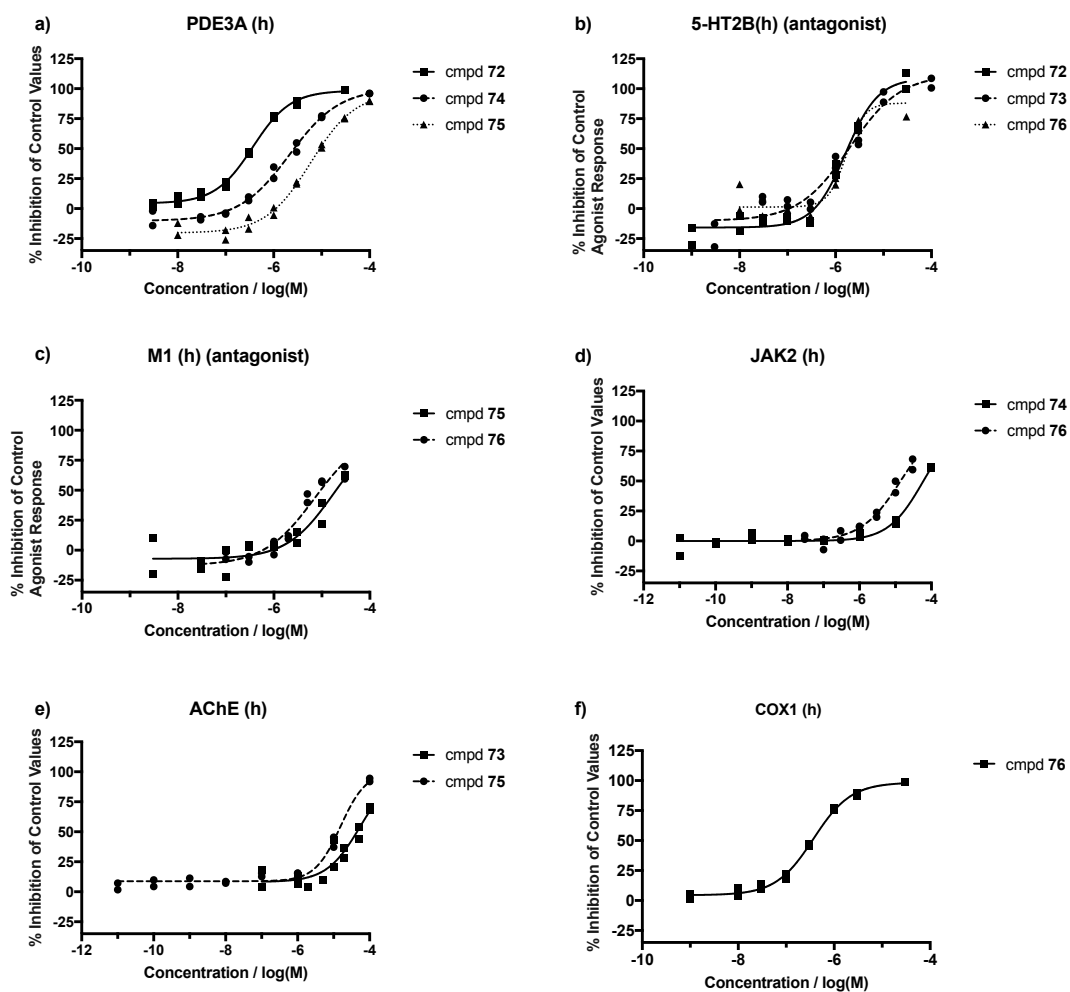 a)
PDE3A (h)
% Inhibition of Control Values
125
100
75
50
25
0
-25
-10
-8
-6
-4
Concentration / log(M)
cmpd 72
cmpd 74
cmpd 75
b)
5-HT2B(h) (antagonist)
% Inhibition of Control
Agonist Response
125
100
75
50
25
0
-25
-10
-8
-6
-4
Concentration / log(M)
cmpd 72
cmpd 73
cmpd 76
c)
M1 (h) (antagonist)
% Inhibition of Control
Agonist Response
125
100
75
50
25
0
-25
-10
-8
-6
-4
Concentration / log(M)
cmpd 75
cmpd 76
d)
JAK2 (h)
% Inhibition of Control Values
125
100
75
50
25
0
-25
-12
-10
-8
-6
-4
Concentration / log(M)
cmpd 74
cmpd 76
e)
AChE (h)
% Inhibition of Control Values
125
100
75
50
25
0
-25
-12
-10
-8
-6
-4
Concentration / log(M)
cmpd 73
cmpd 75
f)
COX1 (h)
% Inhibition of Control Values
125
100
75
50
25
0
-25
-10
-8
-6
-4
Concentration / log(M)
cmpd 76